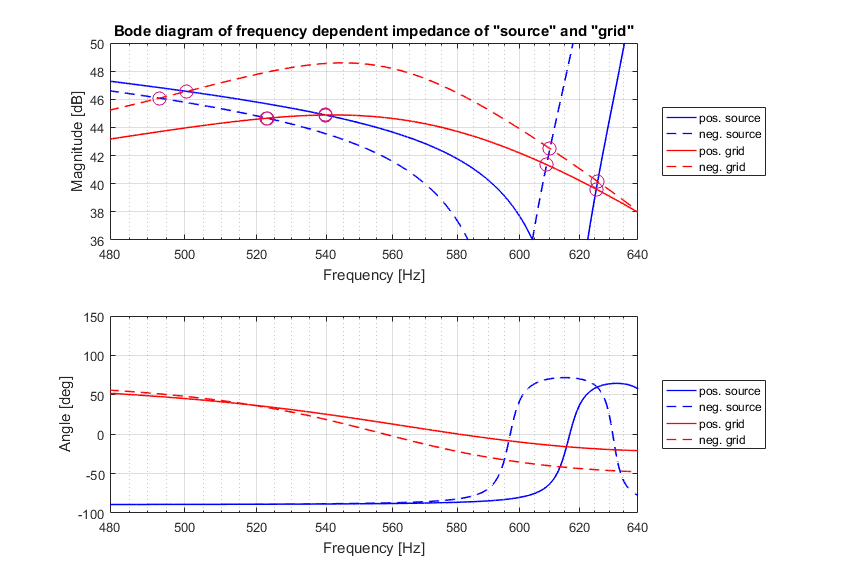 Bode diagram of frequency dependent impedance of "source" and "grid"
50
48
46
44
42
40
38
36
Magnitude [dB]
480 500 520 540 560 580 600 620 640
Frequency [Hz]
pos. source
neg. source
pos. grid
neg. grid
150
100
50
0
-50
-100
Angle [deg]
480 500 520 540 560 580 600 620 640
Frequency [Hz]
pos. source
neg. source
pos. grid
neg. grid